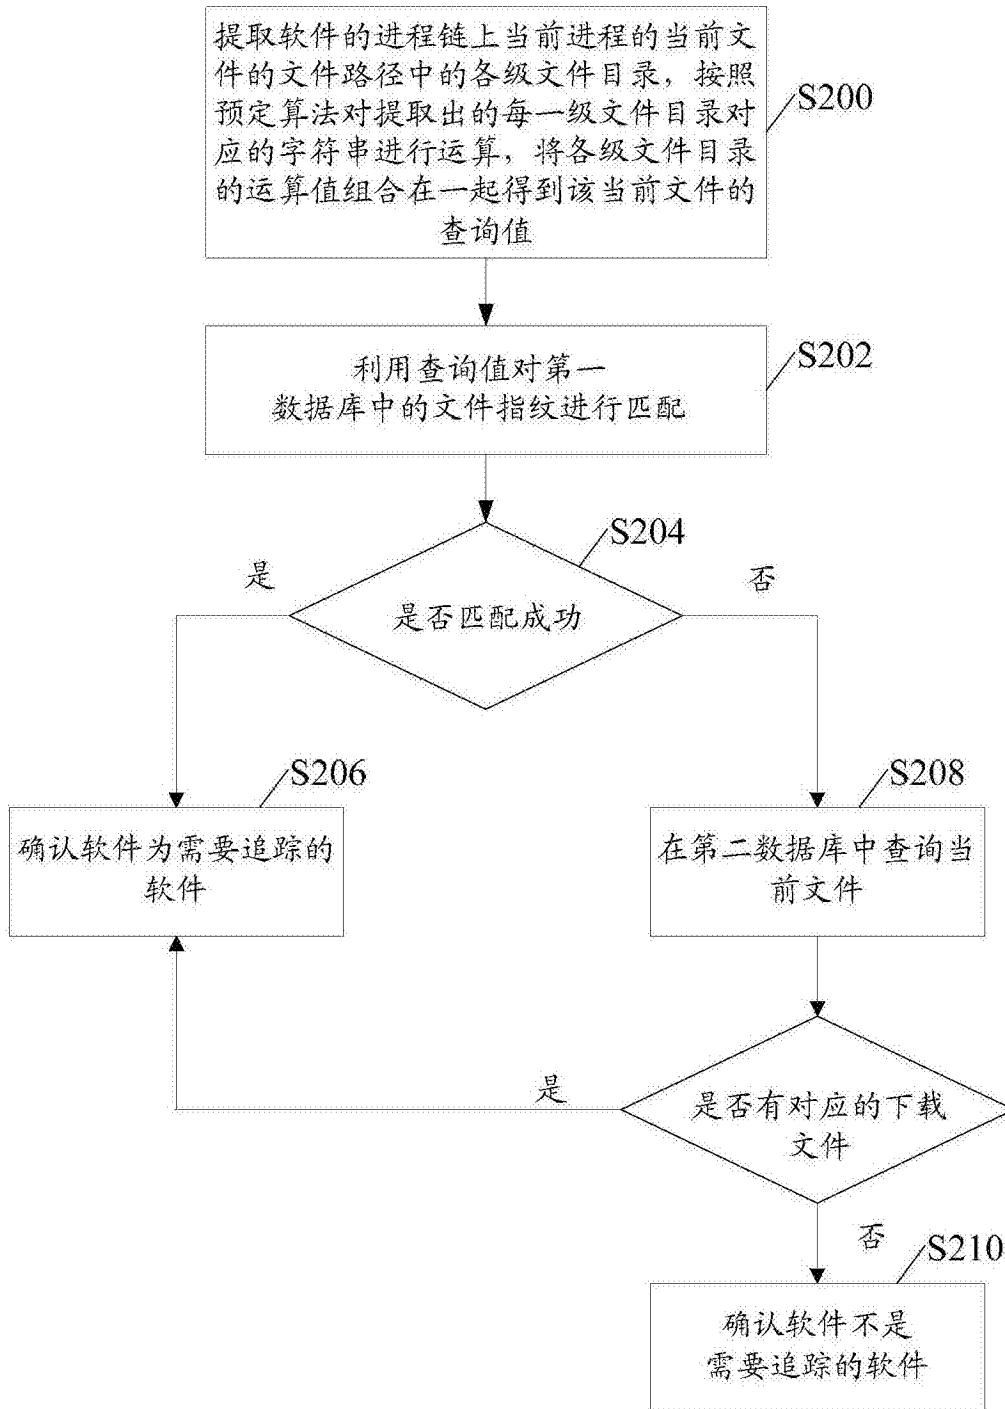 提取软件的进程链上当前进程的当前文
件的文件路径中的各级文件目录，按照
预定算法对提取出的每一级文件目录对
应的字符串进行运算，将各级文件目录
的运算值组合在一起得到该当前文件的
查询值
S200
利用查询值对第一
数据库中的文件指纹进行匹配
S202
S204
是
否
是否匹配成功
S206
确认软件为需要追踪的
软件
S208
在第二数据库中查询当
前文件
是
是否有对应的下载
文件
否
S210
确认软件不是
需要追踪的软件